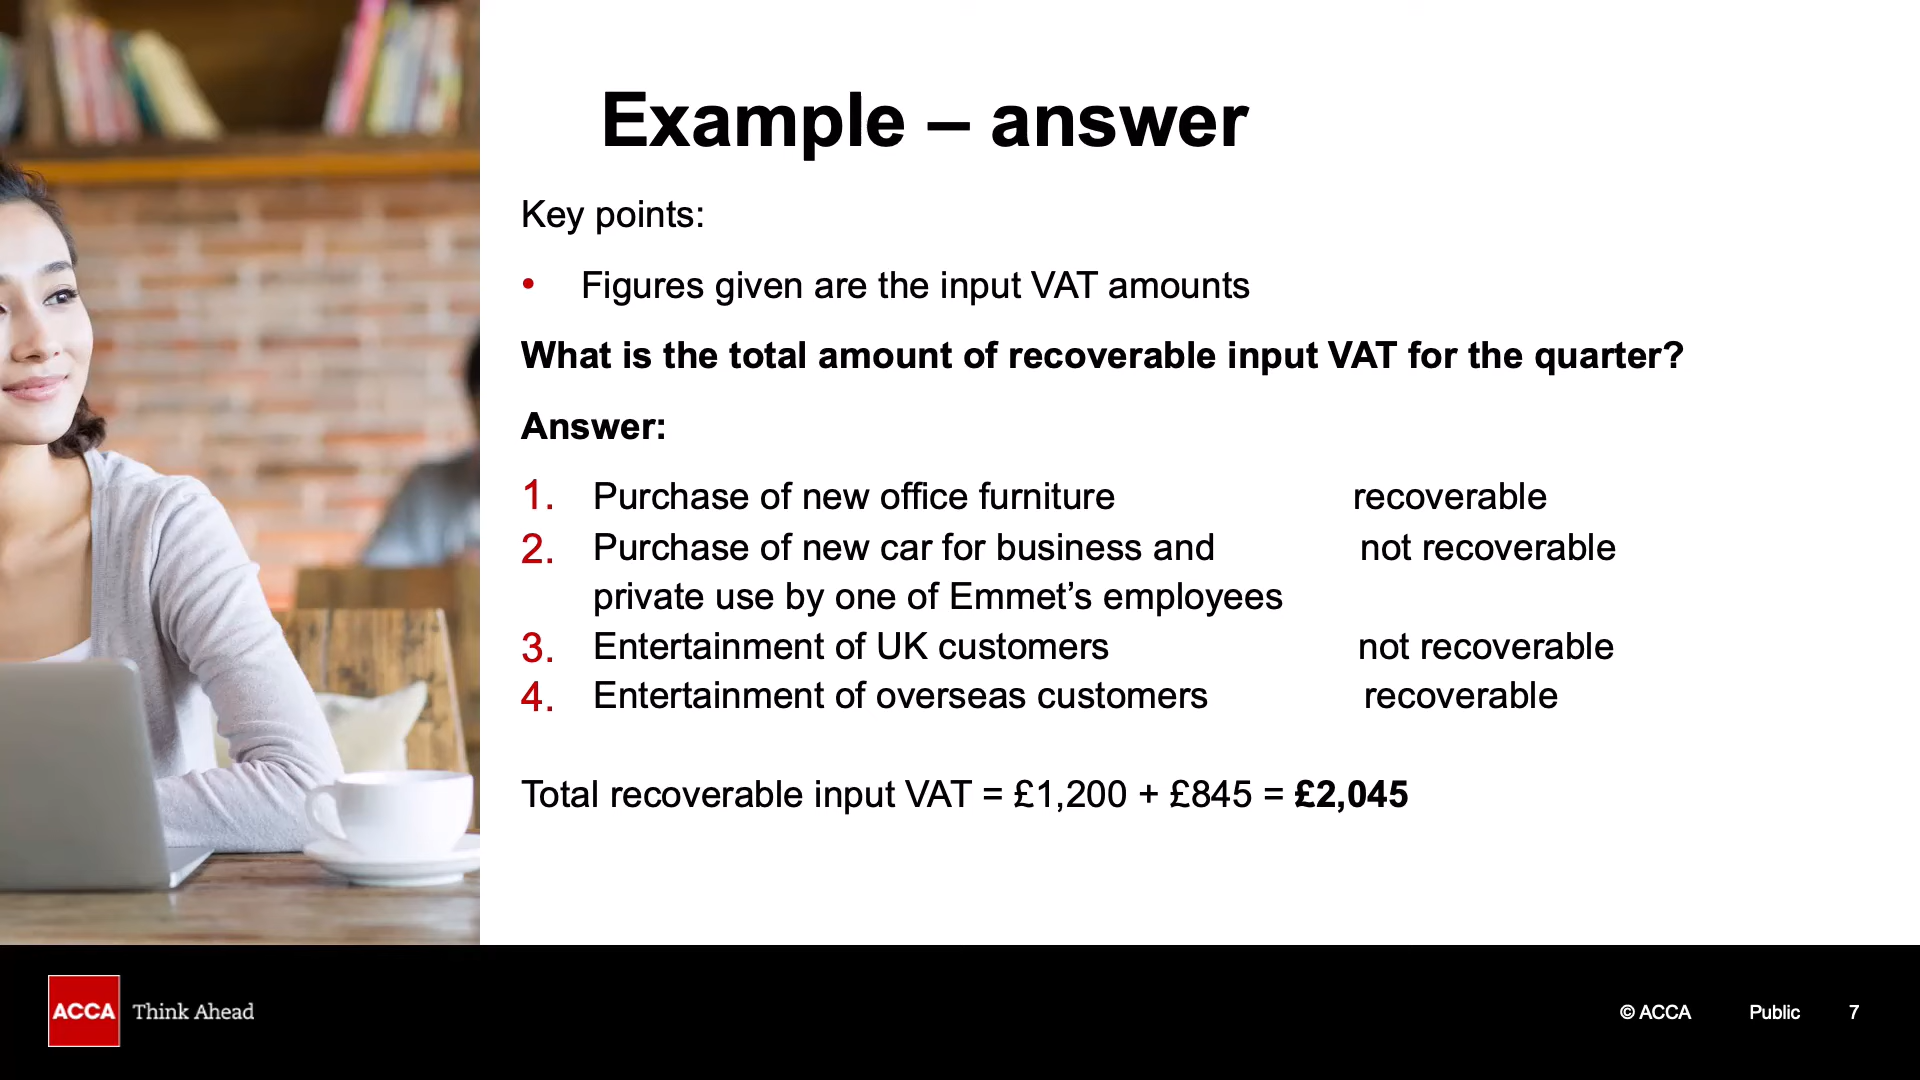 Example – answer
Key points:
• Figures given are the input VAT amounts
What is the total amount of recoverable input VAT for the quarter?
Answer:
1. Purchase of new office furniture recoverable
2. Purchase of new car for business and not recoverable
private use by one of Emmet’s employees
3. Entertainment of UK customers not recoverable
4. Entertainment of overseas customers recoverable
Total recoverable input VAT = £1,200 + £845 = £2,045
ACCA Think Ahead
© ACCA Public 7